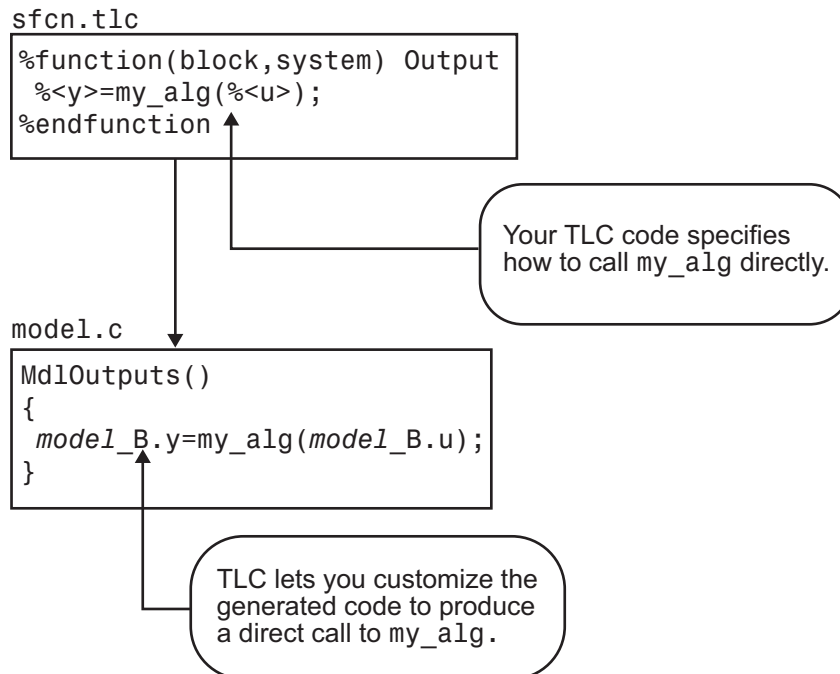 sfcn.tlc
%function(block,system) Output
%<y>=my_alg(%<u>);
%endfunction
Your TLC code specifies
how to call my_alg directly.
model.c
MdlOutputs()
{
model_B.y=my_alg(model_B.u);
}
TLC lets you customize the
generated code to produce
a direct call to my_alg.